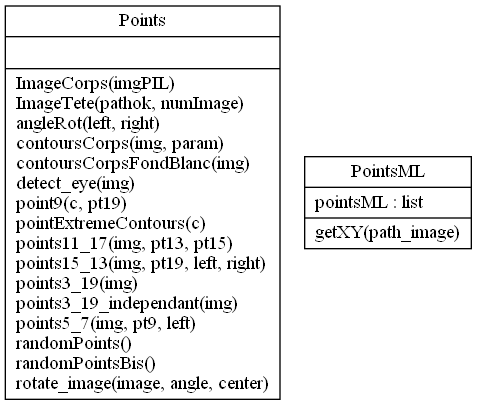 Points
ImageCorps(imgPIL)
ImageTete(pathok, numImage)
angleRot(left, right)
contoursCorps(img, param)
contoursCorpsFondBlanc(img)
detect_eye(img)
point9(c, pt19)
pointExtremeContours(c)
points11_17(img, pt13, pt15)
points15_13(img, pt19, left, right)
points3_19(img)
points3_19_independant(img)
points5_7(img, pt9, left)
randomPoints()
randomPointsBis()
rotate_image(image, angle, center)
PointsML
pointsML : list
getXY(path_image)